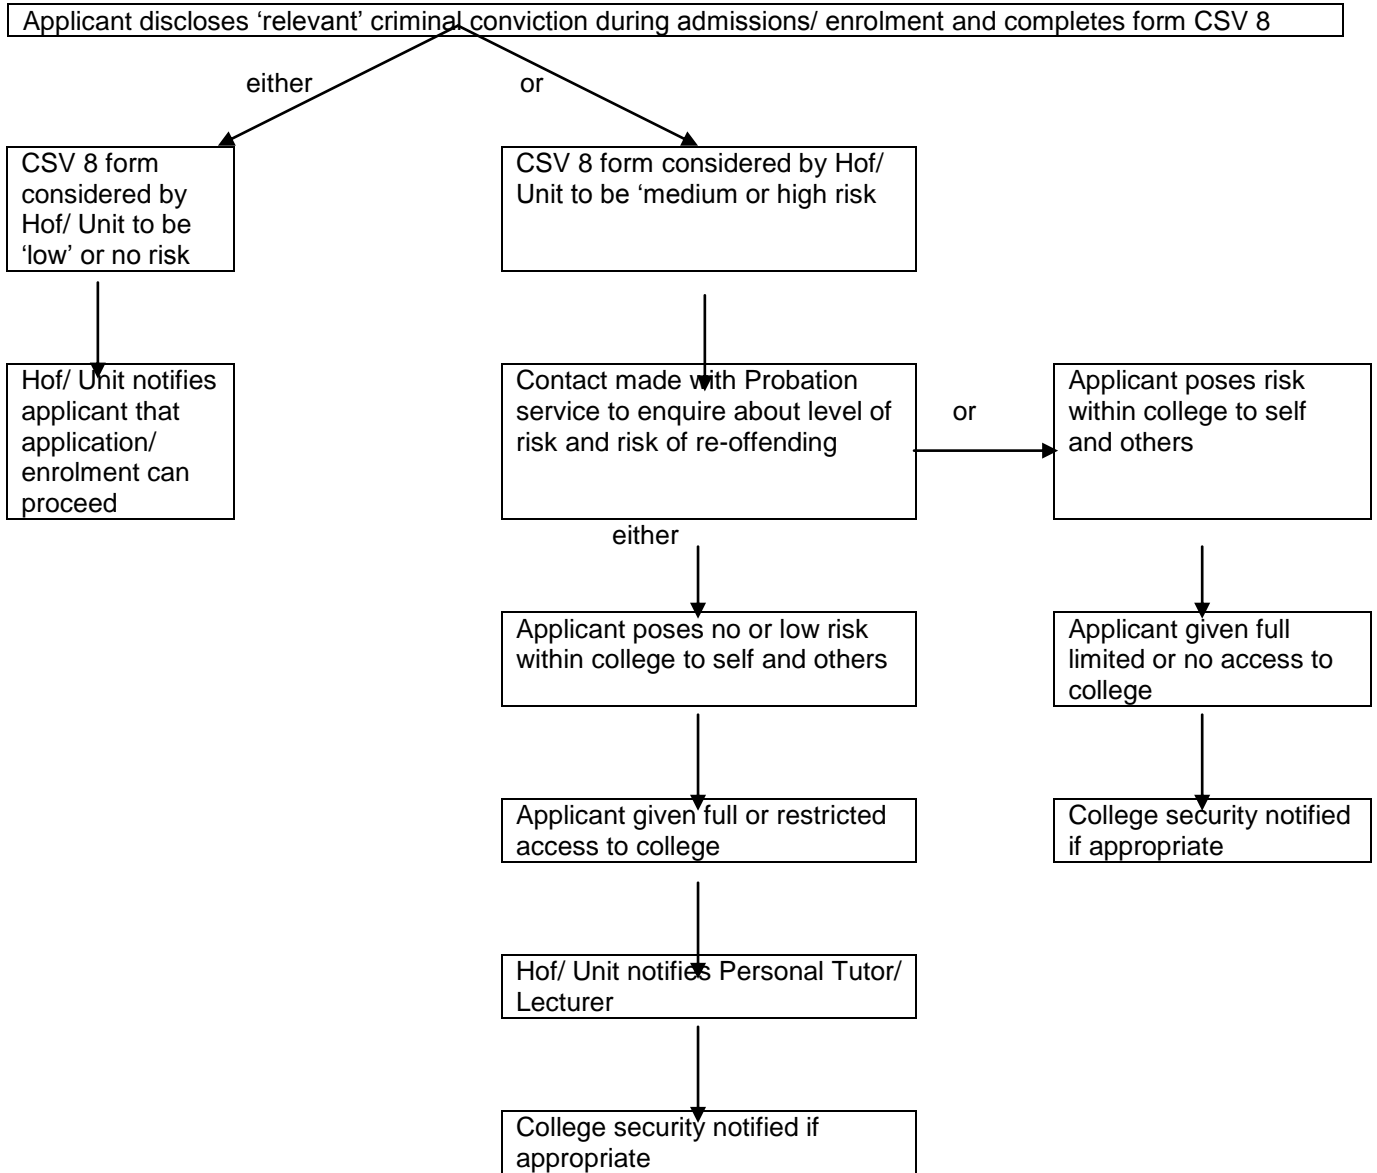 Applicant discloses ‘relevant’ criminal conviction during admissions/ enrolment and completes form CSV 8
either
or
CSV 8 form
considered by
Hof/ Unit to be
‘low’ or no risk
CSV 8 form considered by Hof/
Unit to be ‘medium or high risk
Hof/ Unit notifies
applicant that
application/
enrolment can
proceed
Contact made with Probation
service to enquire about level of
risk and risk of re-offending
or
Applicant poses risk
within college to self
and others
either
Applicant poses no or low risk
within college to self and others
Applicant given full
limited or no access to
college
Applicant given full or restricted
access to college
College security notified
if appropriate
Hof/ Unit notifies Personal Tutor/
Lecturer
College security notified if
appropriate